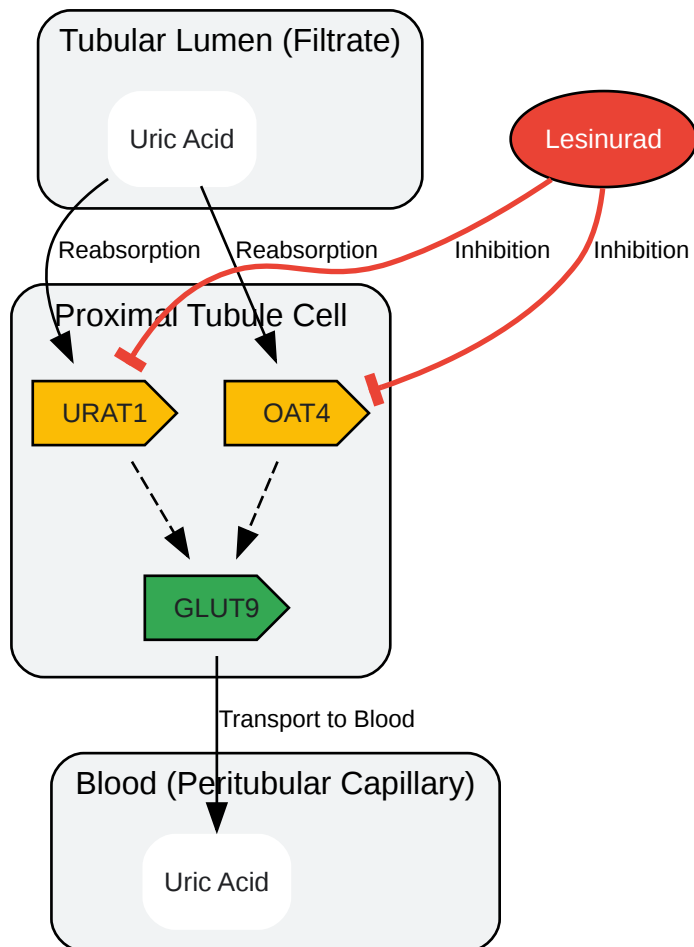 Tubular Lumen (Filtrate)
Uric Acid
Lesinurad
Reabsorption
Reabsorption
Inhibition
Inhibition
Proximal Tubule Cell
URAT1
OAT4
GLUT9
Transport to Blood
Blood (Peritubular Capillary)
Uric Acid